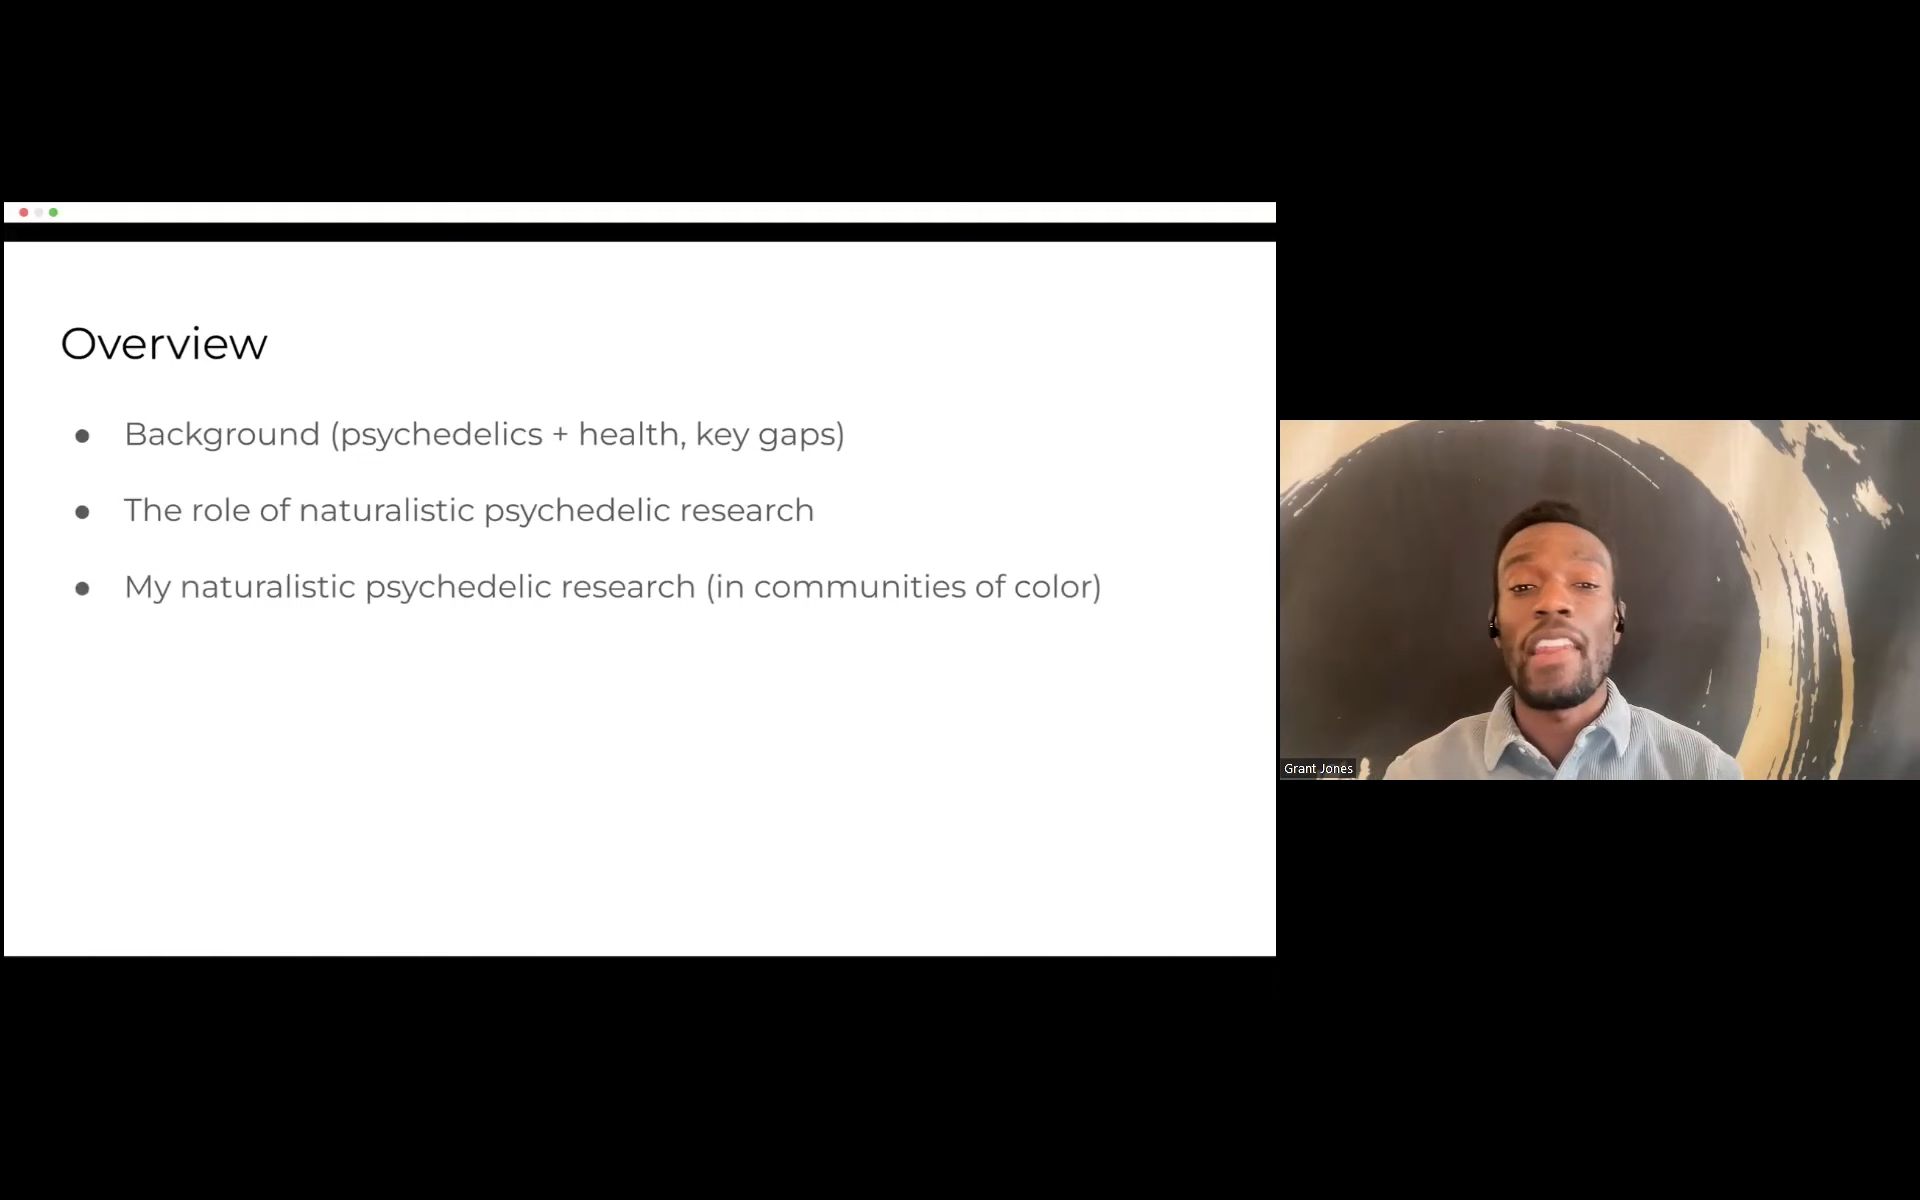 Overview
● Background (psychedelics + health, key gaps)
● The role of naturalistic psychedelic research
● My naturalistic psychedelic research (in communities of color)
Grant Jones